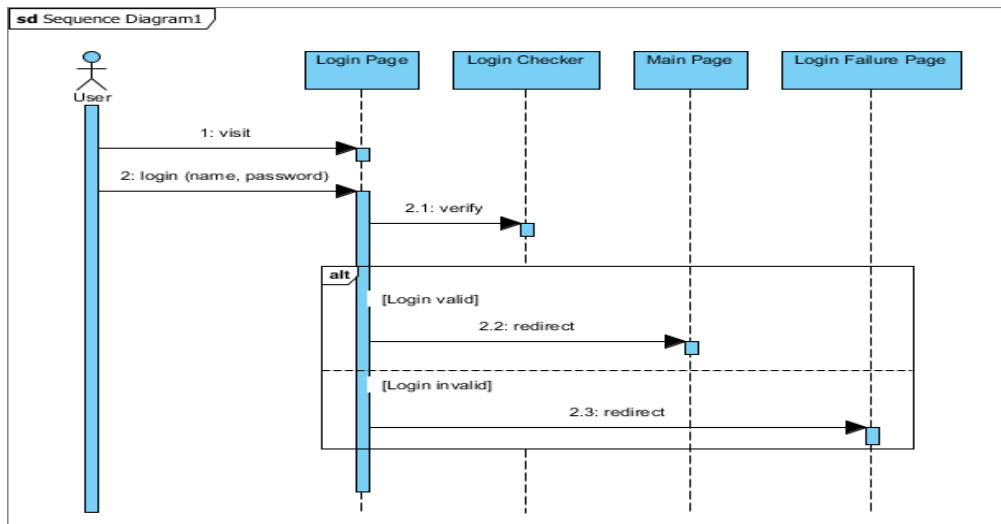 sd Sequence Diagram1
User
Login Page
Login Checker
Main Page
Login Failure Page
1: visit
2: login (name, password)
2.1: verify
alt
[Login valid]
2.2: redirect
[Login invalid]
2.3: redirect